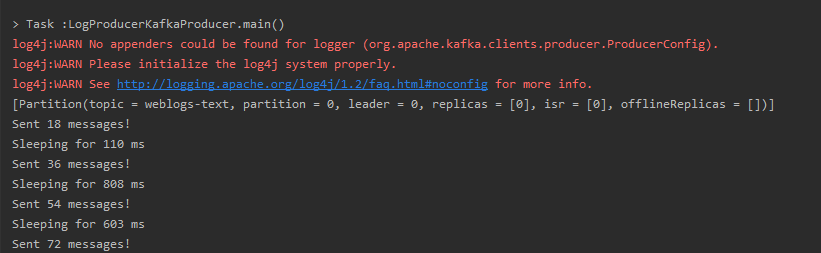 > Task :LogProducerKafkaProducer.main()
log4j:WARN No appenders could be found for logger (org.apache.kafka.clients.producer.ProducerConfig).
log4j:WARN Please initialize the log4j system properly.
log4j:WARN See http://logging.apache.org/log4j/1.2/faq.html#noconfig for more info.
[Partition(topic = weblogs-text, partition = 0, leader = 0, replicas = [0], isr = [0], offlineReplicas = [])]
Sent 18 messages!
Sleeping for 110 ms
Sent 36 messages!
Sleeping for 808 ms
Sent 54 messages!
Sleeping for 603 ms
Sent 72 messages!